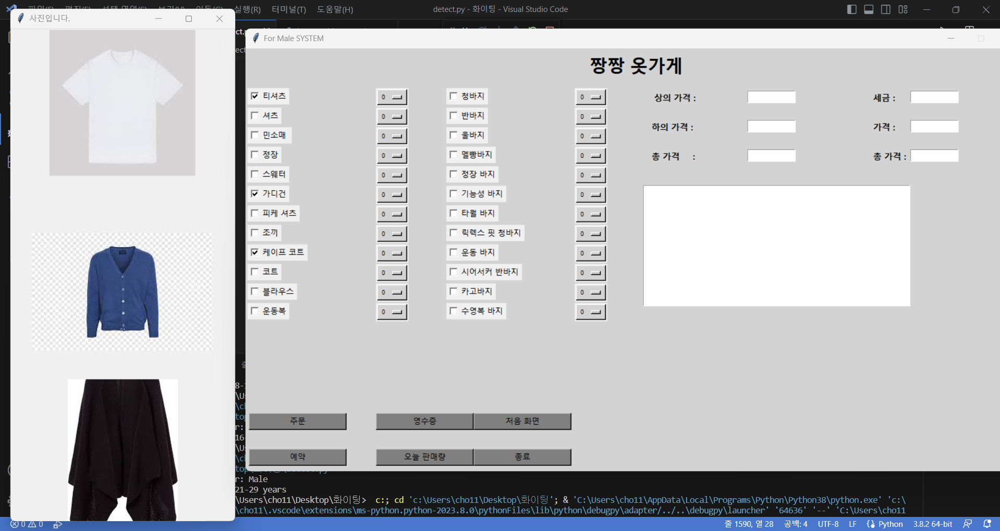 실행(R) 터미널(T) 도움말(H)
detect.py - 화이팅 - Visual Studio Code
사진입니다.
For Male SYSTEM
짱짱 옷가게
티셔츠 0 청바지 0 상의 가격 : 세금 :
셔츠 0 반바지 0
하의 가격 : 가격 :
민소매 0 울바지 0
정장 0 멜빵바지 0 총 가격 : 총 가격 :
스웨터 0 정장 바지 0
가디건 0 기능성 바지 0
피케 셔츠 0 타월 바지 0
조끼 0 릭렉스 핏 청바지 0
케이프 코트 0 운동 바지 0
코트 0 시어서커 반바지 0
블라우스 0 카고바지 0
운동복 0 수영복 바지 0
주문 영수증 처음 화면
예약 오늘 판매량 종료
r: Male
21-29 years
\Users\cho11\Desktop\화이팅> c:; cd 'c:\Users\cho11\Desktop\화이팅'; & 'C:\Users\cho11\AppData\Local\Programs\Python\Python38\python.exe' 'c:\
\cho11\.vscode\extensions\ms-python.python-2023.8.0\pythonFiles\lib\python\debugpy\adapter/../..\debugpy\launcher' '64636' '--' 'C:\Users\cho11
0 0 줄 1590, 열 28 공백: 4 UTF-8 LF Python 3.8.2 64-bit